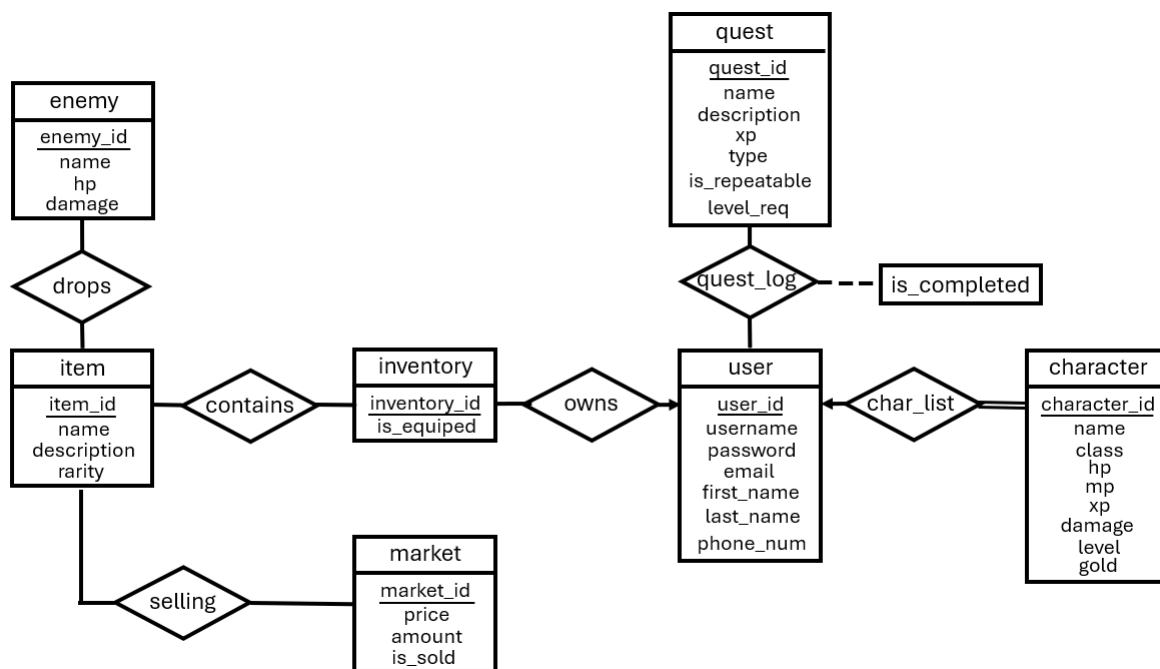 quest
quest_id
name
description
xp
type
is_repeatable
level_req
enemy
enemy_id
name
hp
damage
drops
quest_log
is_completed
item
item_id
name
description
rarity
contains
inventory
inventory_id
is_equiped
owns
user
user_id
username
password
email
first_name
last_name
phone_num
char_list
character
character_id
name
class
hp
mp
xp
damage
level
gold
selling
market
market_id
price
amount
is_sold